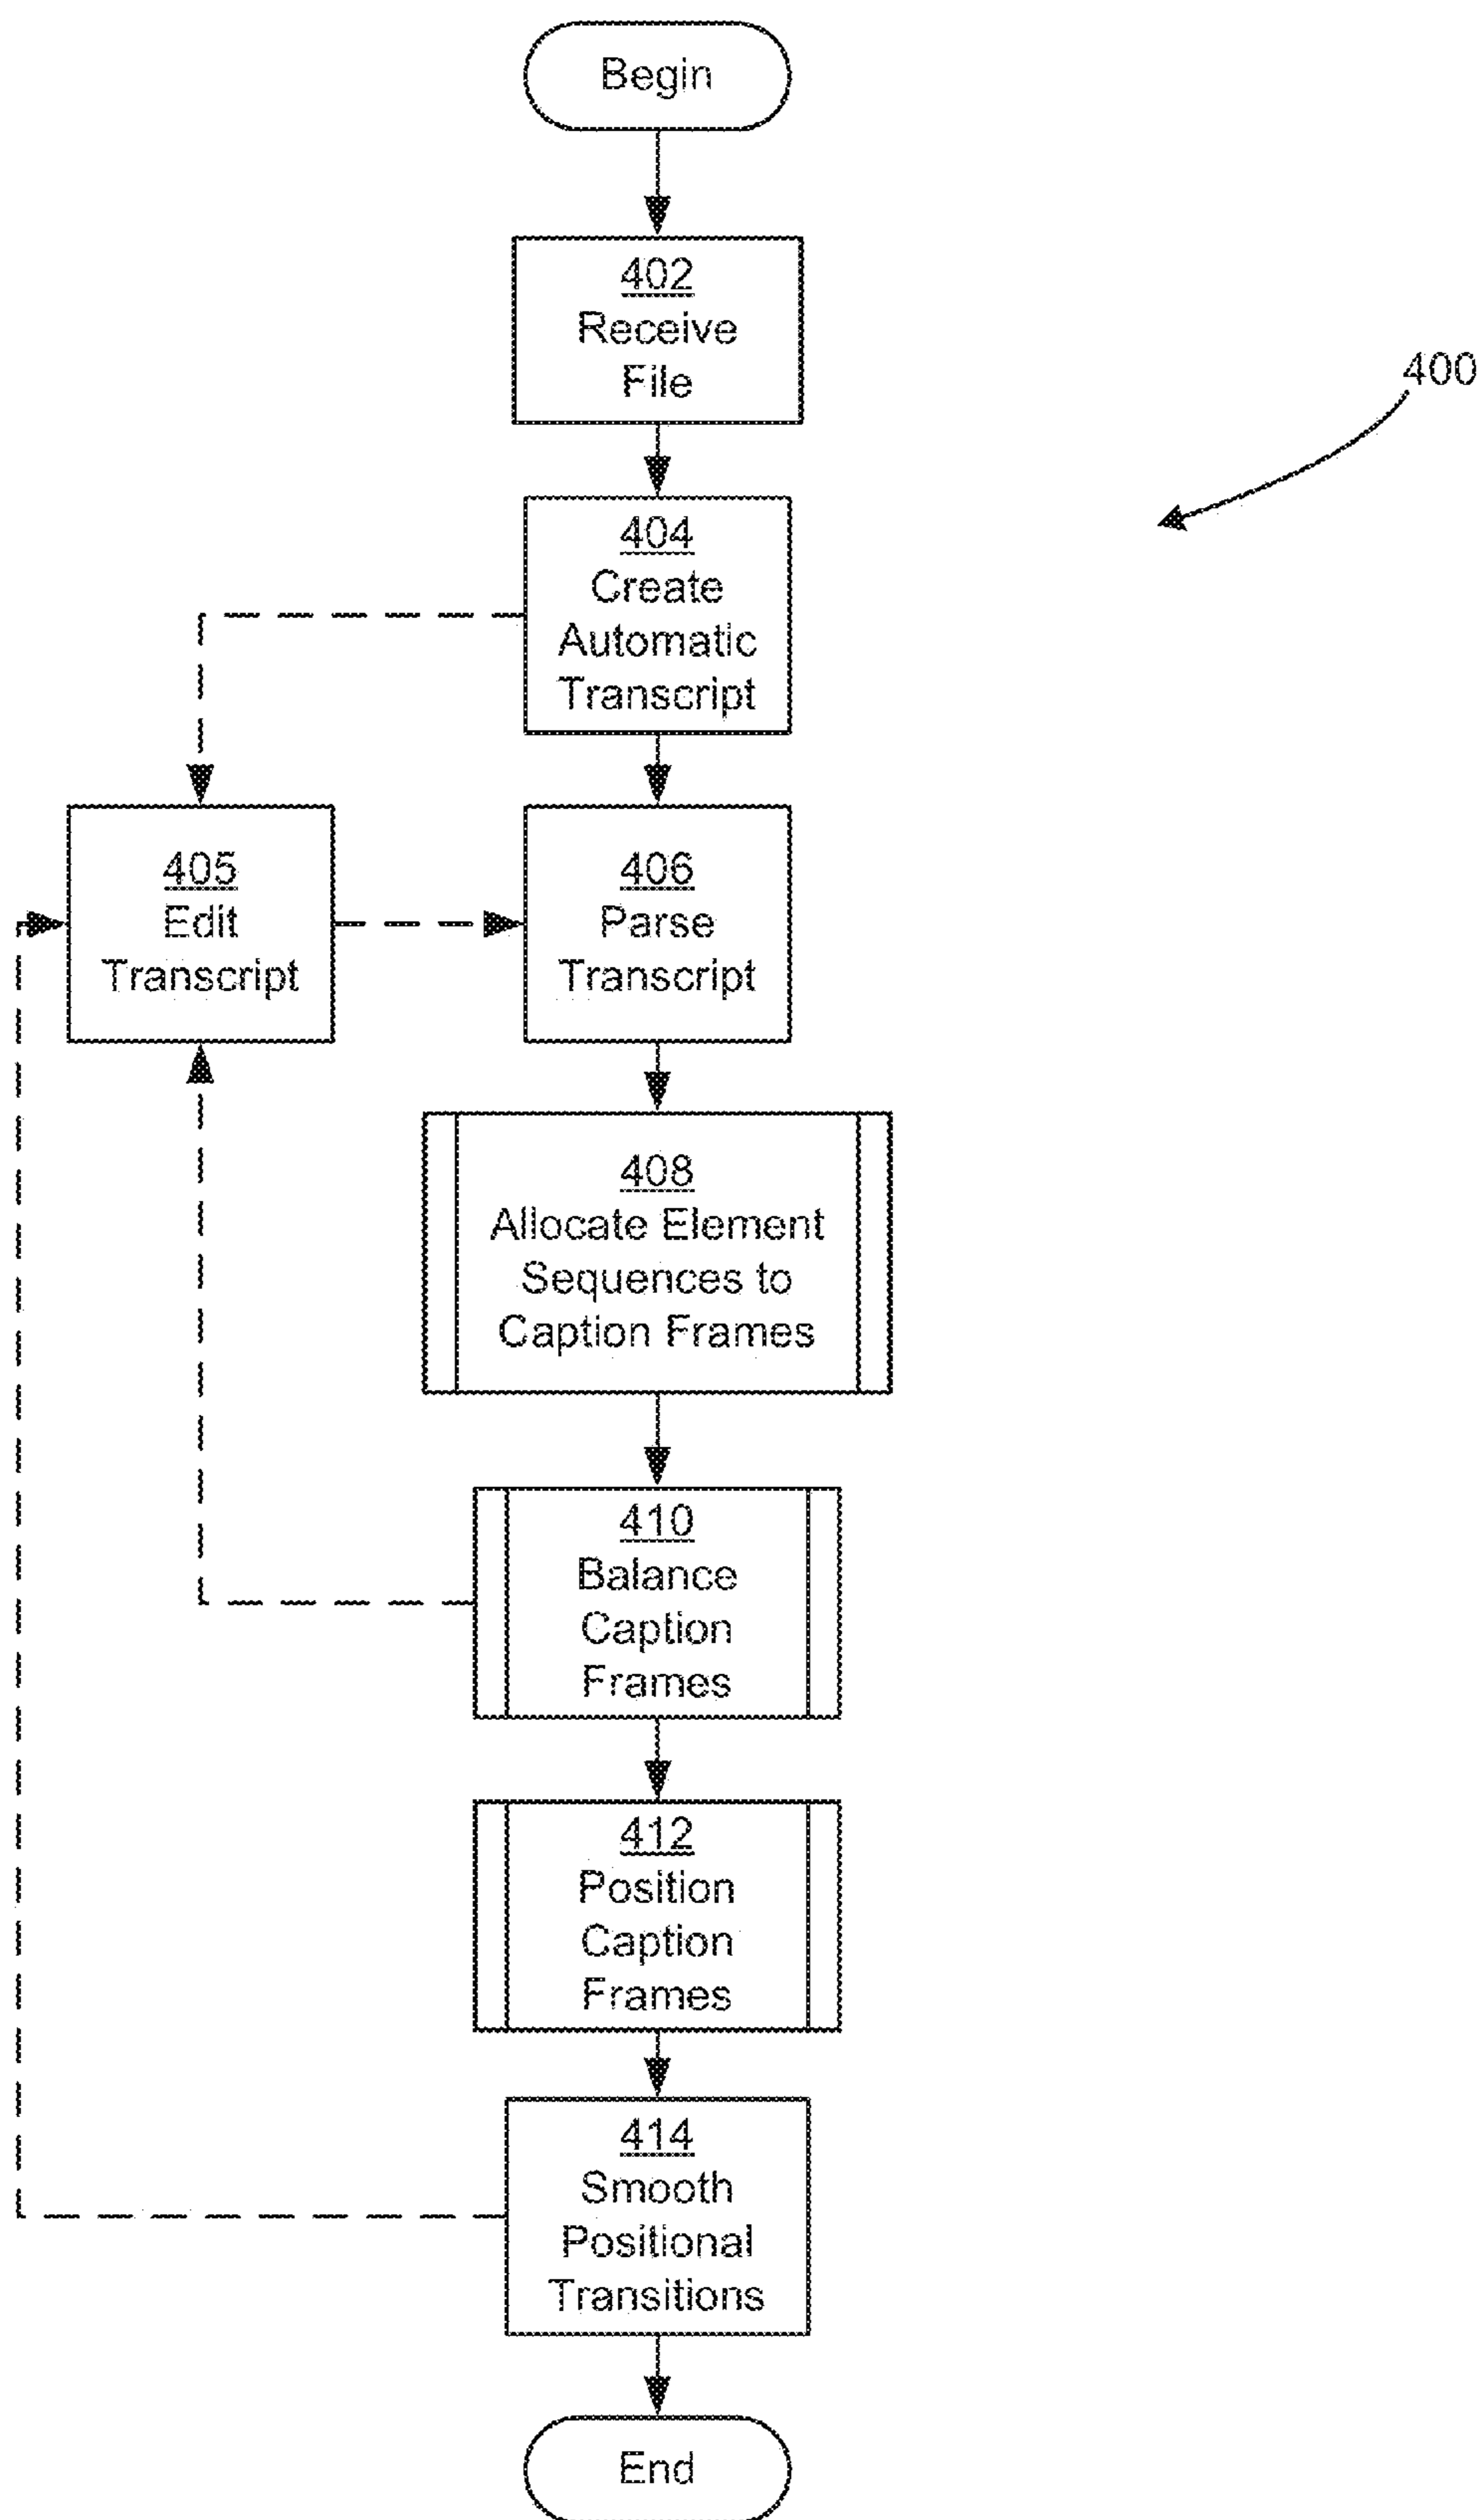 Begin
402
Receive
File
400
404
Create
Automatic
Transcript
405
Edit
Transcript
406
Parse
Transcript
408
Allocate Element
Sequences to
Caption Frames
410
Balance
Caption
Frames
412
Position
Caption
Frames
414
Smooth
Positional
Transitions
End